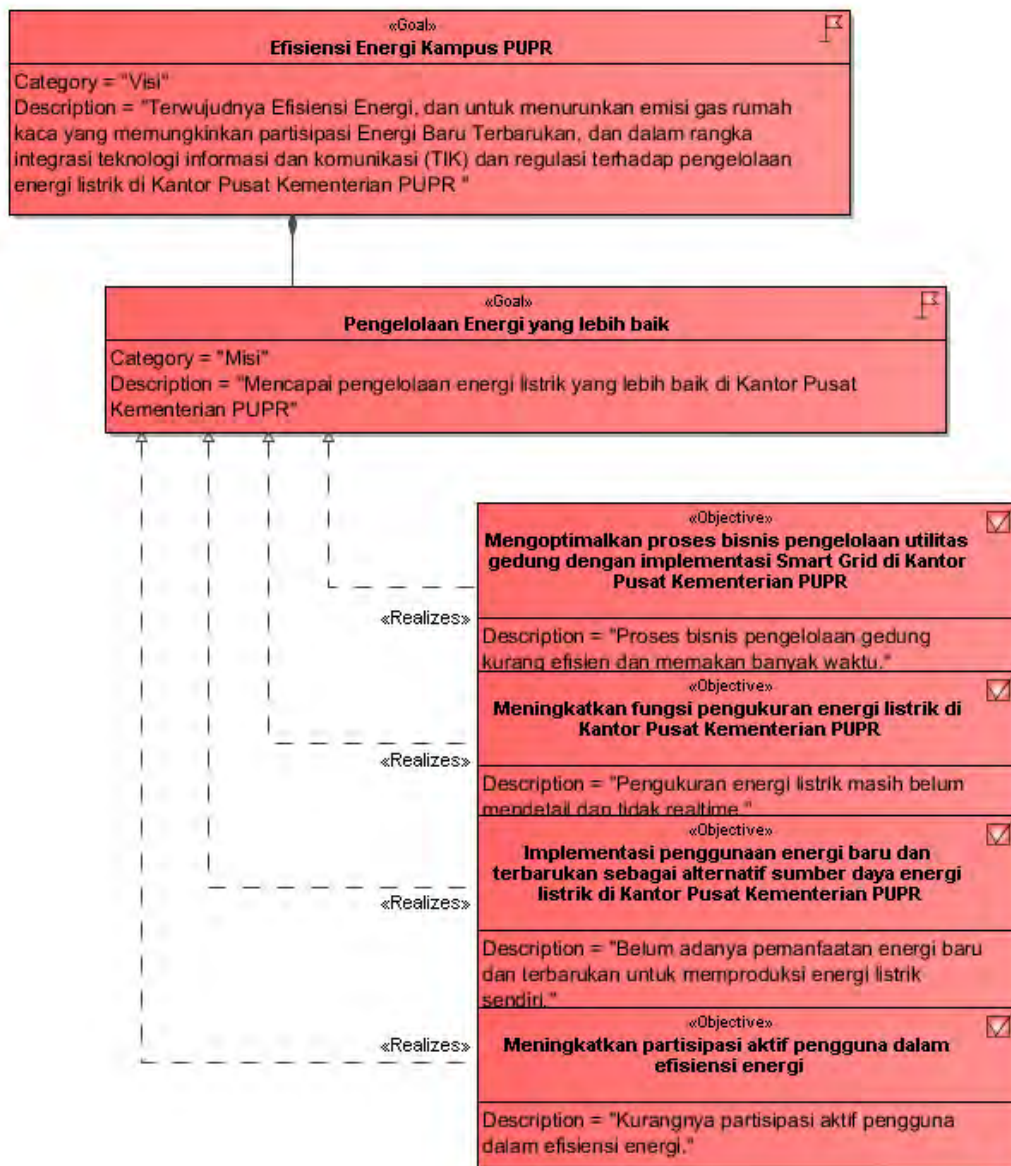 «Goal»
Efisiensi Energi Kampus PUPR
Category = "Visi"
Description = "Terwujudnya Efisiensi Energi, dan untuk menurunkan emisi gas rumah
kaca yang memungkinkan partisipasi Energi Baru Terbarukan, dan dalam rangka
integrasi teknologi informasi dan komunikasi (TIK) dan regulasi terhadap pengelolaan
energi listrik di Kantor Pusat Kementerian PUPR "
«Goal»
Pengelolaan Energi yang lebih baik
Category = "Misi"
Description = "Mencapai pengelolaan energi listrik yang lebih baik di Kantor Pusat
Kementerian PUPR"
«Objective»
Mengoptimalkan proses bisnis pengelolaan utilitas
gedung dengan implementasi Smart Grid di Kantor
Pusat Kementerian PUPR
«Realizes»
Description = "Proses bisnis pengelolaan gedung
kurang efisien dan memakan banyak waktu."
«Objective»
Meningkatkan fungsi pengukuran energi listrik di
Kantor Pusat Kementerian PUPR
«Realizes»
Description = "Pengukuran energi listrik masih belum
mendetail dan tidak realtime."
«Objective»
Implementasi penggunaan energi baru dan
terbarukan sebagai alternatif sumber daya energi
listrik di Kantor Pusat Kementerian PUPR
«Realizes»
Description = "Belum adanya pemanfaatan energi baru
dan terbarukan untuk memproduksi energi listrik
sendiri."
«Objective»
Meningkatkan partisipasi aktif pengguna dalam
efisiensi energi
«Realizes»
Description = "Kurangnya partisipasi aktif pengguna
dalam efisiensi energi."